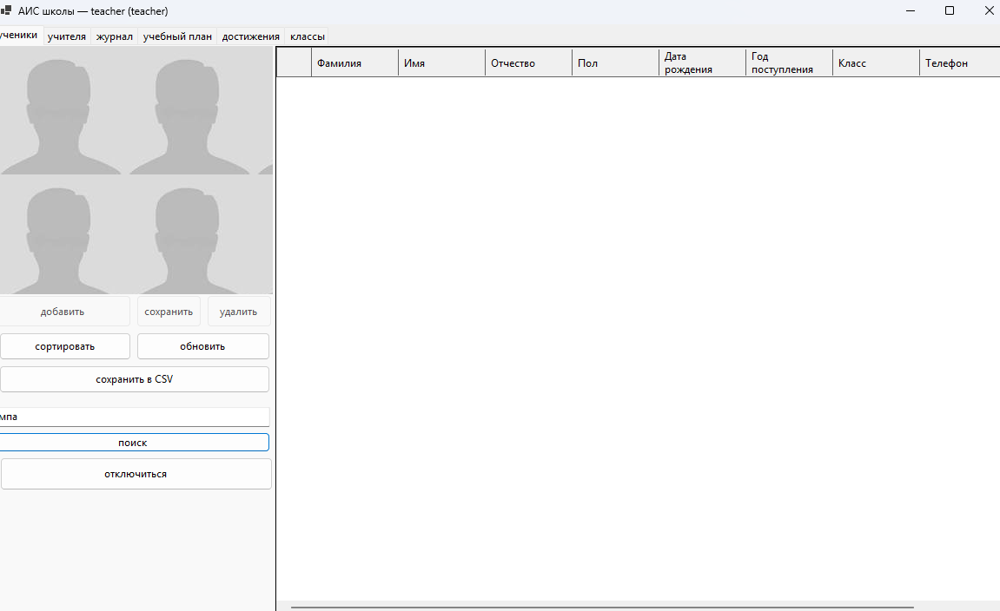 АИС школы — teacher (teacher)
ученики учителя журнал учебный план достижения классы
Фамилия Имя Отчество Пол Дата рождения Год поступления Класс Телефон
добавить сохранить удалить
сортировать обновить
сохранить в CSV
мпа
поиск
отключиться